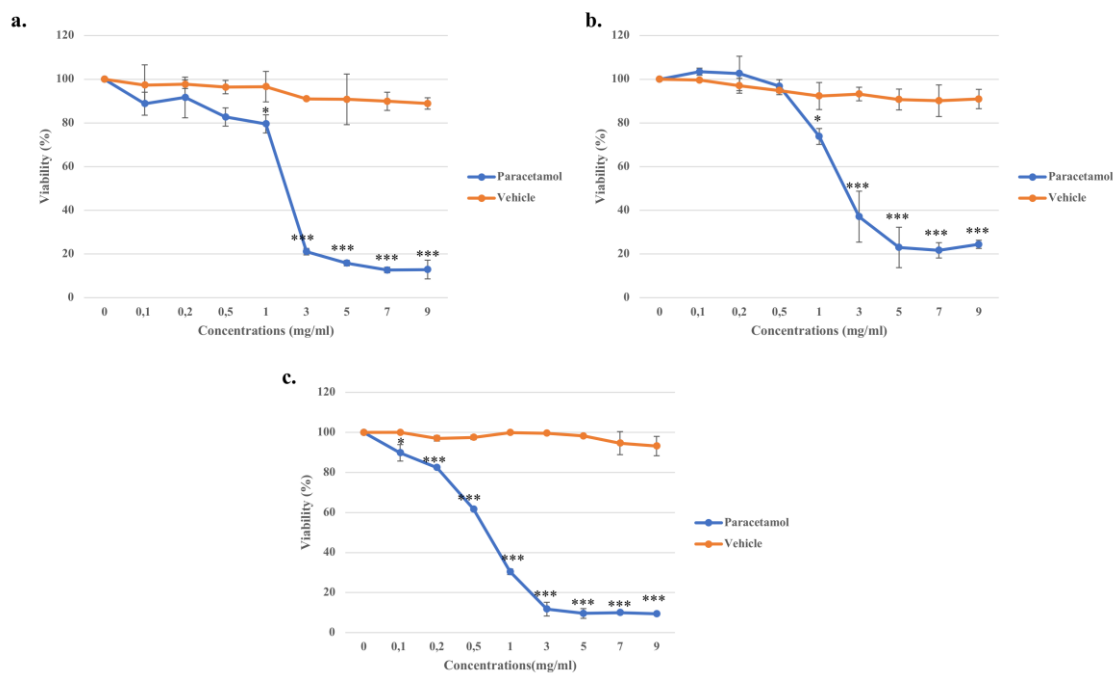 a.
120
100
80
60
40
20
0
Viability (%)
*
***
***
***
***
0 0,1 0,2 0,5 1 3 5 7 9
Concentrations (mg/ml)
Paracetamol
Vehicle
b.
120
100
80
60
40
20
0
Viability (%)
*
***
***
***
***
0 0,1 0,2 0,5 1 3 5 7 9
Concentrations (mg/ml)
Paracetamol
Vehicle
c.
120
100
80
60
40
20
0
Viability (%)
*
***
***
***
***
***
***
***
0 0,1 0,2 0,5 1 3 5 7 9
Concentrations(mg/ml)
Paracetamol
Vehicle